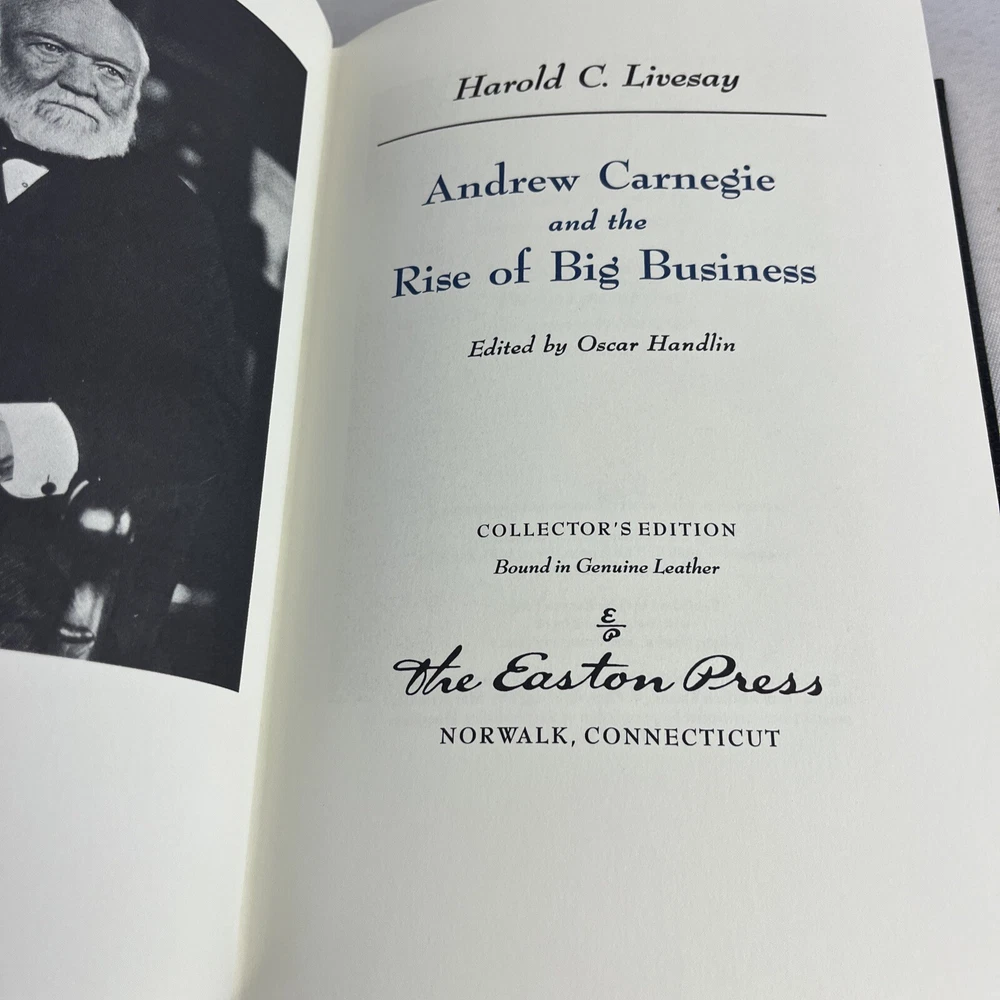 Harold C. Livesay
Andrew Carnegie
and the
Rise of Big Business
Edited by Oscar Handlin
COLLECTOR'S EDITION
Bound in Genuine Leather
E
P
The Easton Press
NORWALK, CONNECTICUT